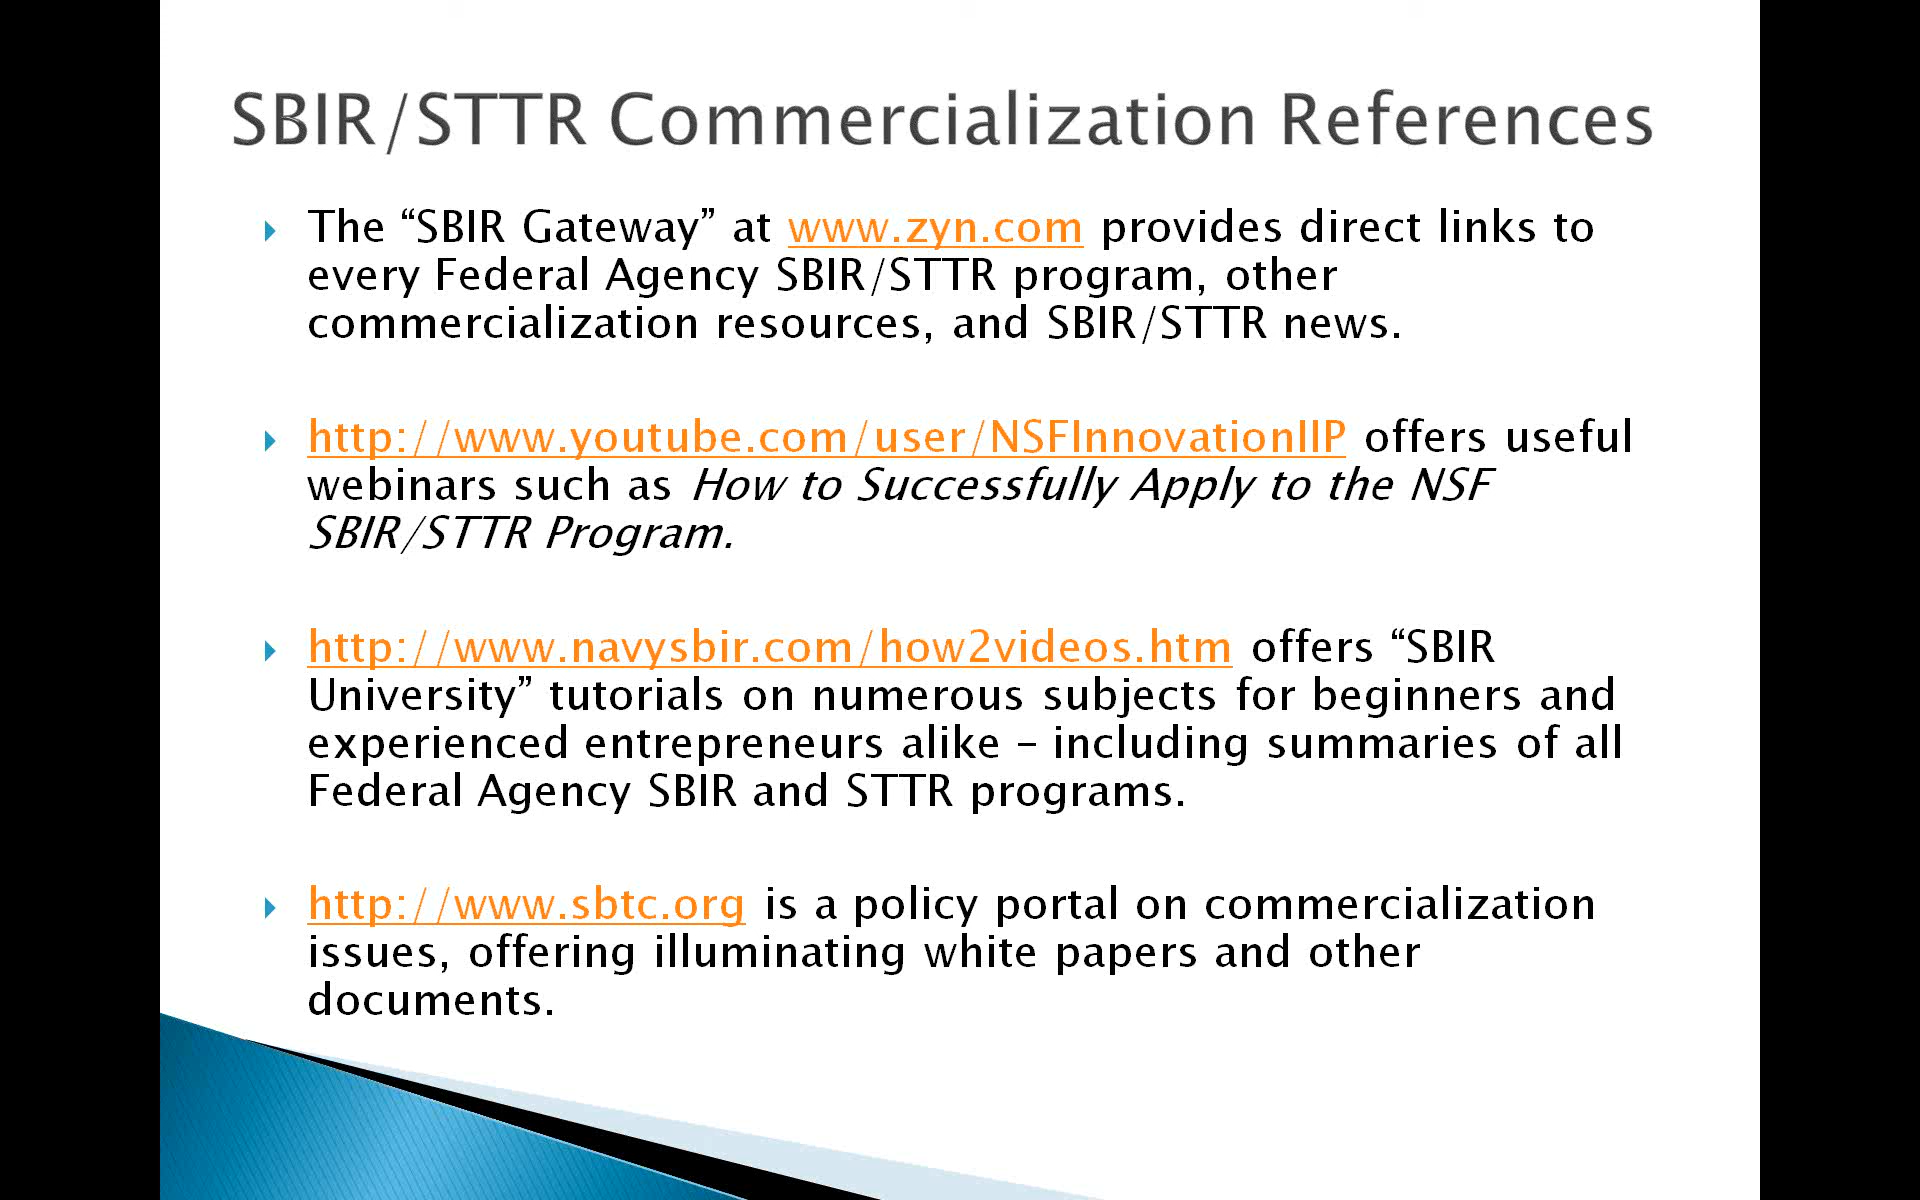 SBIR/STTR Commercialization References
The “SBIR Gateway” at www.zyn.com provides direct links to
every Federal Agency SBIR/STTR program, other
commercialization resources, and SBIR/STTR news.
http://www.youtube.com/user/NSFInnovationIIP offers useful
webinars such as How to Successfully Apply to the NSF
SBIR/STTR Program.
http://www.navysbir.com/how2videos.htm offers “SBIR
University” tutorials on numerous subjects for beginners and
experienced entrepreneurs alike – including summaries of all
Federal Agency SBIR and STTR programs.
http://www.sbtc.org is a policy portal on commercialization
issues, offering illuminating white papers and other
documents.